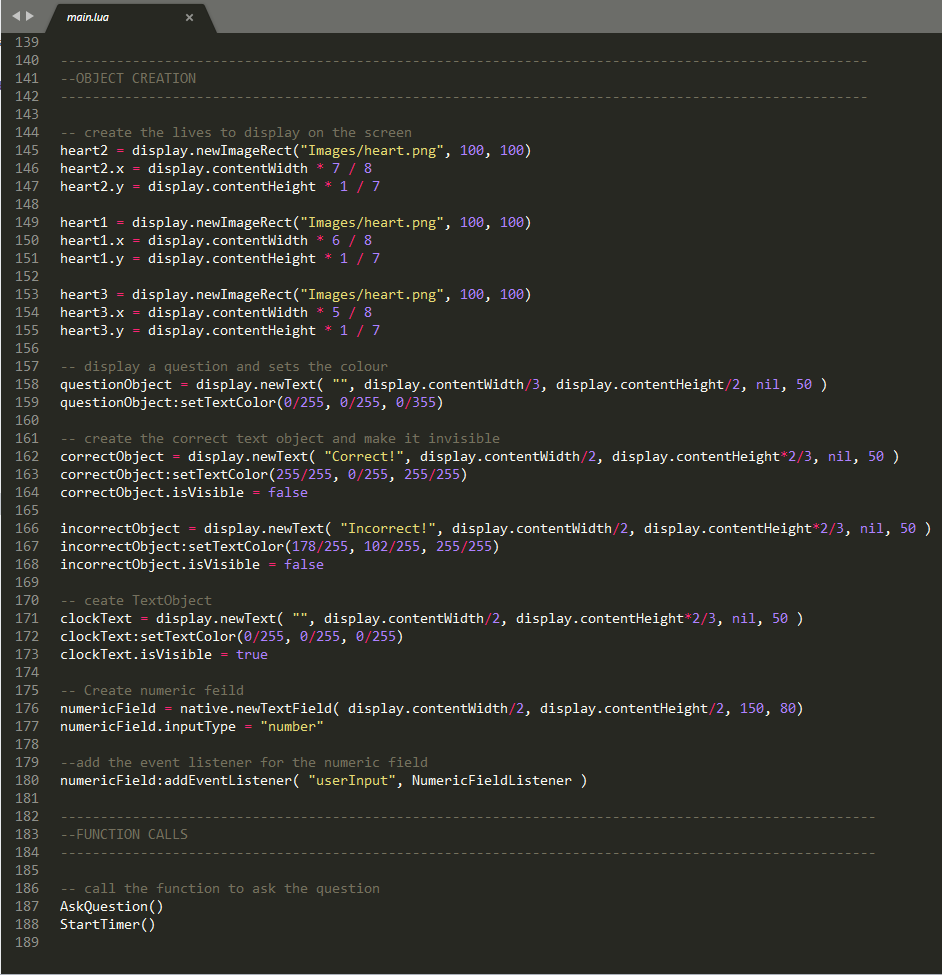 main.lua ×
139
140 -----------------------------------------------------------------------------------------------------
141 --OBJECT CREATION
142 -----------------------------------------------------------------------------------------------------
143
144 -- create the lives to display on the screen
145 heart2 = display.newImageRect("Images/heart.png", 100, 100)
146 heart2.x = display.contentWidth * 7 / 8
147 heart2.y = display.contentHeight * 1 / 7
148
149 heart1 = display.newImageRect("Images/heart.png", 100, 100)
150 heart1.x = display.contentWidth * 6 / 8
151 heart1.y = display.contentHeight * 1 / 7
152
153 heart3 = display.newImageRect("Images/heart.png", 100, 100)
154 heart3.x = display.contentWidth * 5 / 8
155 heart3.y = display.contentHeight * 1 / 7
156
157 -- display a question and sets the colour
158 questionObject = display.newText( "", display.contentWidth/3, display.contentHeight/2, nil, 50 )
159 questionObject:setTextColor(0/255, 0/255, 0/355)
160
161 -- create the correct text object and make it invisible
162 correctObject = display.newText( "Correct!", display.contentWidth/2, display.contentHeight*2/3, nil, 50 )
163 correctObject:setTextColor(255/255, 0/255, 255/255)
164 correctObject.isVisible = false
165
166 incorrectObject = display.newText( "Incorrect!", display.contentWidth/2, display.contentHeight*2/3, nil, 50 )
167 incorrectObject:setTextColor(178/255, 102/255, 255/255)
168 incorrectObject.isVisible = false
169
170 -- ceate TextObject
171 clockText = display.newText( "", display.contentWidth/2, display.contentHeight*2/3, nil, 50 )
172 clockText:setTextColor(0/255, 0/255, 0/255)
173 clockText.isVisible = true
174
175 -- Create numeric feild
176 numericField = native.newTextField( display.contentWidth/2, display.contentHeight/2, 150, 80)
177 numericField.inputType = "number"
178
179 --add the event listener for the numeric field
180 numericField:addEventListener( "userInput", NumericFieldListener )
181
182 ------------------------------------------------------------------------------------------------------
183 --FUNCTION CALLS
184 ------------------------------------------------------------------------------------------------------
185
186 -- call the function to ask the question
187 AskQuestion()
188 StartTimer()
189